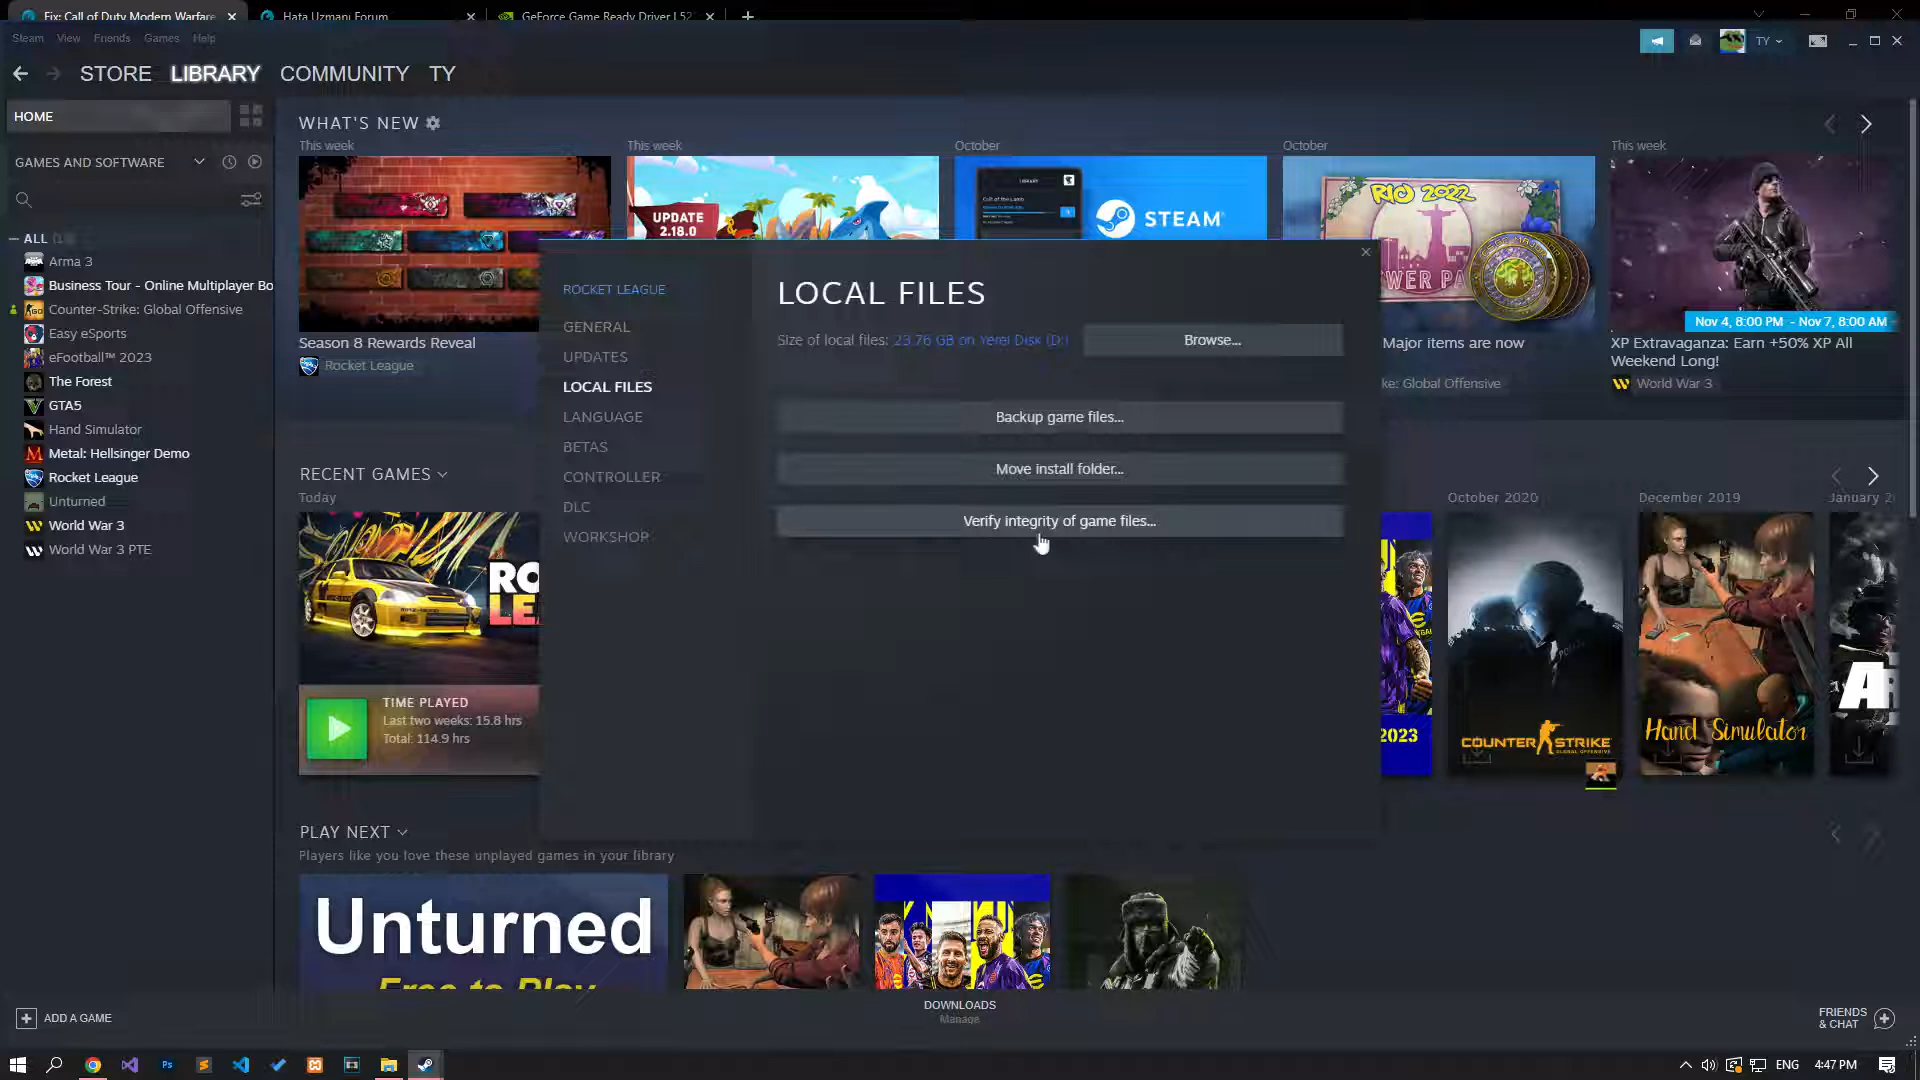 Fix: Call of Duty Modern Warfare
Hata Uzmanı Forum
GeForce Game Ready Driver | 52
Steam View Friends Games Help
TY
STORE LIBRARY COMMUNITY TY
HOME
GAMES AND SOFTWARE
ALL
Arma 3
Business Tour - Online Multiplayer Bo
Counter-Strike: Global Offensive
Easy eSports
eFootball™ 2023
The Forest
GTA5
Hand Simulator
Metal: Hellsinger Demo
Rocket League
Unturned
World War 3
World War 3 PTE
WHAT'S NEW
This week
This week
October
October
This week
UPDATE
2.18.0
LIBRARY
Cult of the Lamb
STEAM
RIO 2022
Nov 4, 8:00 PM - Nov 7, 8:00 AM
Season 8 Rewards Reveal
Rocket League
Major items are now
ke: Global Offensive
XP Extravaganza: Earn +50% XP All
Weekend Long!
World War 3
ROCKET LEAGUE
GENERAL
UPDATES
LOCAL FILES
LANGUAGE
BETAS
CONTROLLER
DLC
WORKSHOP
LOCAL FILES
Size of local files: 23.76 GB on Yerel Disk (D:)
Browse...
Backup game files...
Move install folder...
Verify integrity of game files...
RECENT GAMES
Today
October 2020
December 2019
January 2
RO
LE
TIME PLAYED
Last two weeks: 15.8 hrs
Total: 114.9 hrs
2023
COUNTER STRIKE
GLOBAL OFFENSIVE
Hand Simulator
AR
PLAY NEXT
Players like you love these unplayed games in your library
Unturned
Free to Play
ADD A GAME
DOWNLOADS
Manage
FRIENDS
& CHAT
ENG
4:47 PM